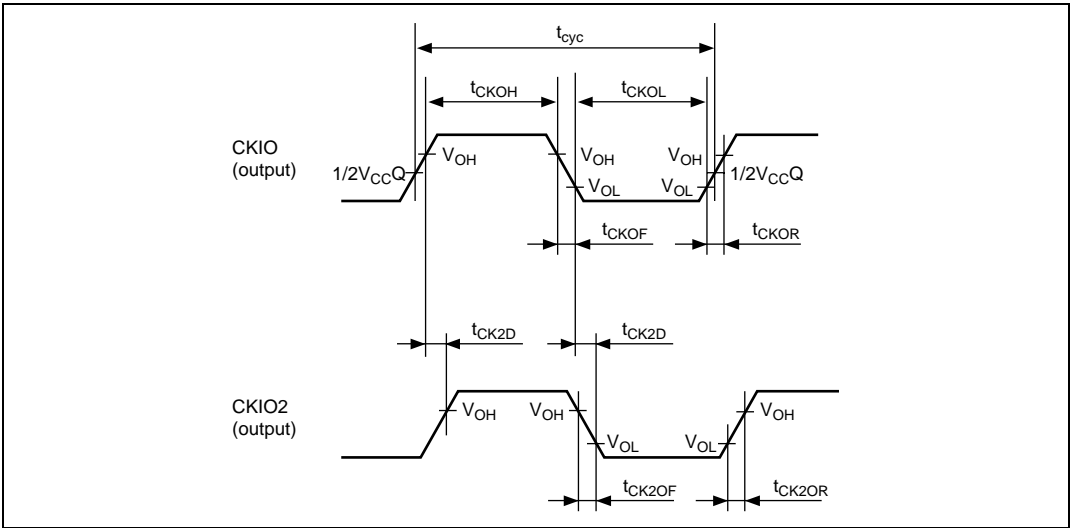 tcyc
tCKOH
tCKOL
CKIO
(output)
1/2VCCQ
VOH
VOH
VOL
VOH
VOL
1/2VCCQ
tCKOF
tCKOR
tCK2D
tCK2D
CKIO2
(output)
VOH
VOH
VOL
VOL
VOH
tCK2OF
tCK2OR